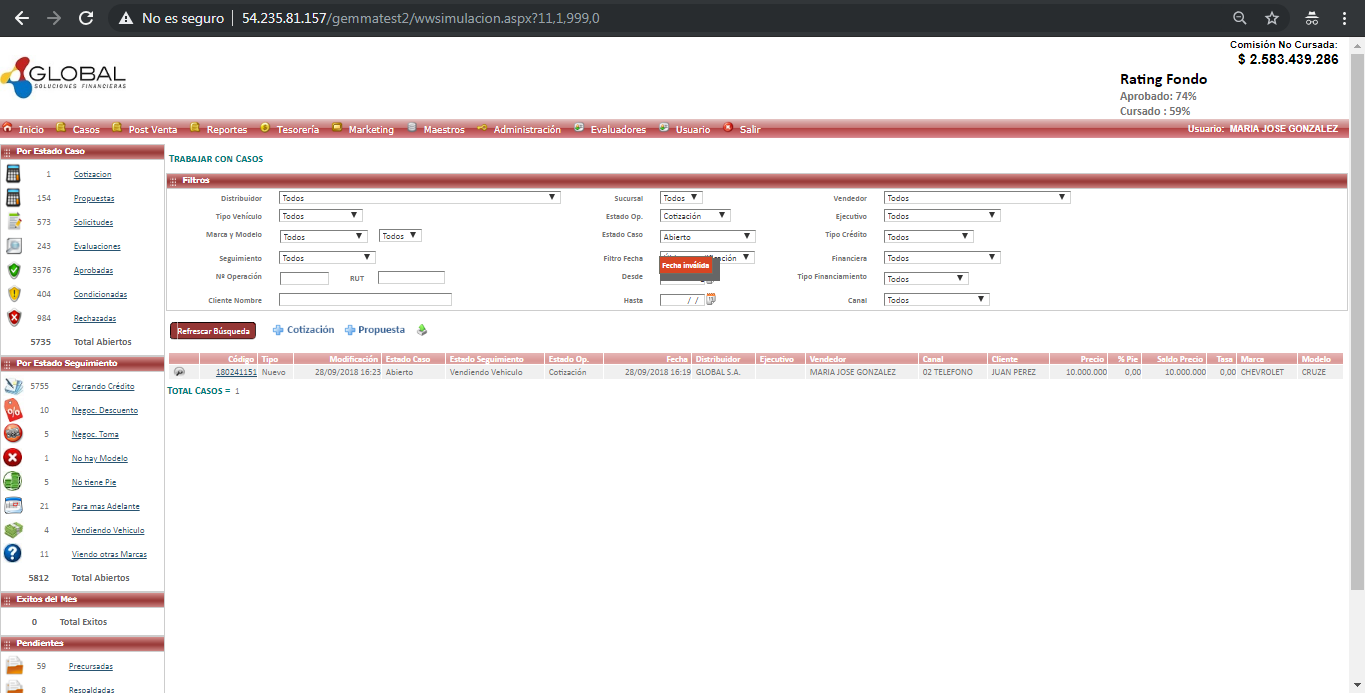 No es seguro | 54.235.81.157/gemmatest2/wwsimulacion.aspx?11,1,999,0
Comisión No Cursada:
$ 2.583.439.286
GLOBAL
SOLUCIONES FINANCIERAS
Rating Fondo
Aprobado: 74%
Cursado : 59%
Inicio Casos Post Venta Reportes Tesorería Marketing Maestros Administración Evaluadores Usuario Salir Usuario: MARIA JOSE GONZALEZ
Por Estado Caso
1 Cotizacion
154 Propuestas
573 Solicitudes
243 Evaluaciones
3376 Aprobadas
404 Condicionadas
984 Rechazadas
5735 Total Abiertos
Por Estado Seguimiento
5755 Cerrando Crédito
10 Negoc. Descuento
5 Negoc. Toma
1 No hay Modelo
5 No tiene Pie
21 Para mas Adelante
4 Vendiendo Vehiculo
11 Viendo otras Marcas
5812 Total Abiertos
Exitos del Mes
0 Total Exitos
Pendientes
59 Precursadas
8 Respaldadas
TRABAJAR CON CASOS
Filtros
Distribuidor Todos Sucursal Todos Vendedor Todos
Tipo Vehículo Todos Estado Op. Cotización Ejecutivo Todos
Marca y Modelo Todos Todos Estado Caso Abierto Tipo Crédito Todos
Seguimiento Todos Filtro Fecha Financiera Todos
Fecha inválida
Nº Operación RUT Desde Tipo Financiamiento Todos
Cliente Nombre Hasta / / Canal Todos
Refrescar Búsqueda Cotización Propuesta
Código Tipo Modificación Estado Caso Estado Seguimiento Estado Op. Fecha Distribuidor Ejecutivo Vendedor Canal Cliente Precio % Pie Saldo Precio Tasa Marca Modelo
180241151 Nuevo 28/09/2018 16:23 Abierto Vendiendo Vehiculo Cotización 28/09/2018 16:19 GLOBAL S.A. MARIA JOSE GONZALEZ 02 TELEFONO JUAN PEREZ 10.000.000 0,00 10.000.000 0,00 CHEVROLET CRUZE
TOTAL CASOS = 1